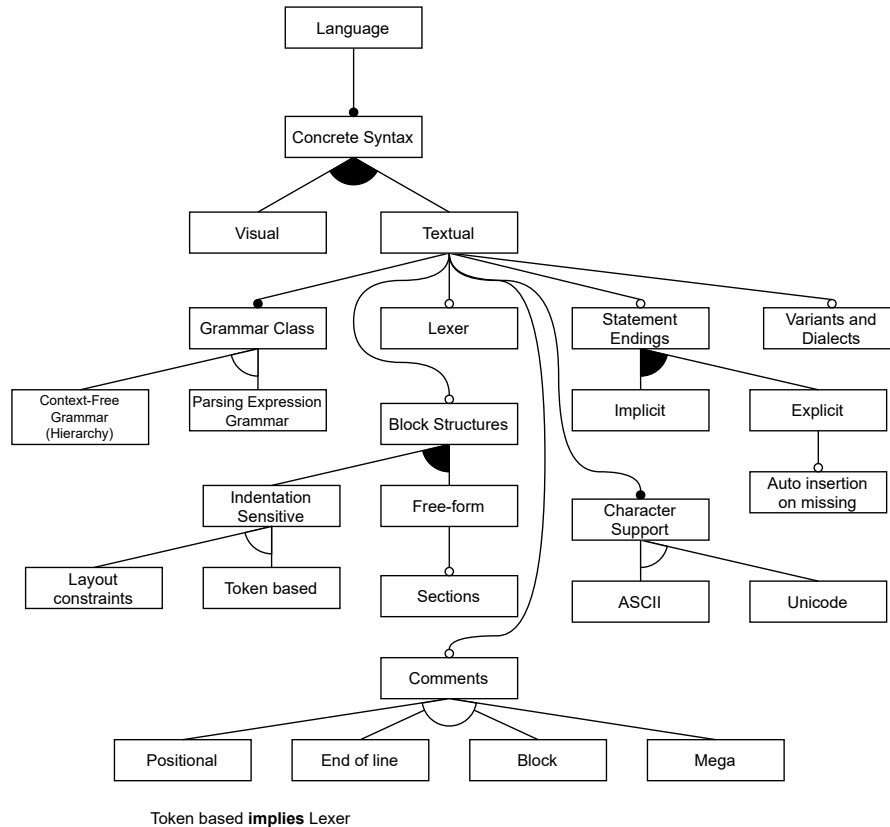 Language
Concrete Syntax
Visual
Textual
Grammar Class
Lexer
Statement
Endings
Variants and
Dialects
Context-Free
Grammar
(Hierarchy)
Parsing Expression
Grammar
Block Structures
Implicit
Explicit
Indentation
Sensitive
Free-form
Character
Support
Auto insertion
on missing
Layout
constraints
Token based
Sections
ASCII
Unicode
Comments
Positional
End of line
Block
Mega
Token based implies Lexer